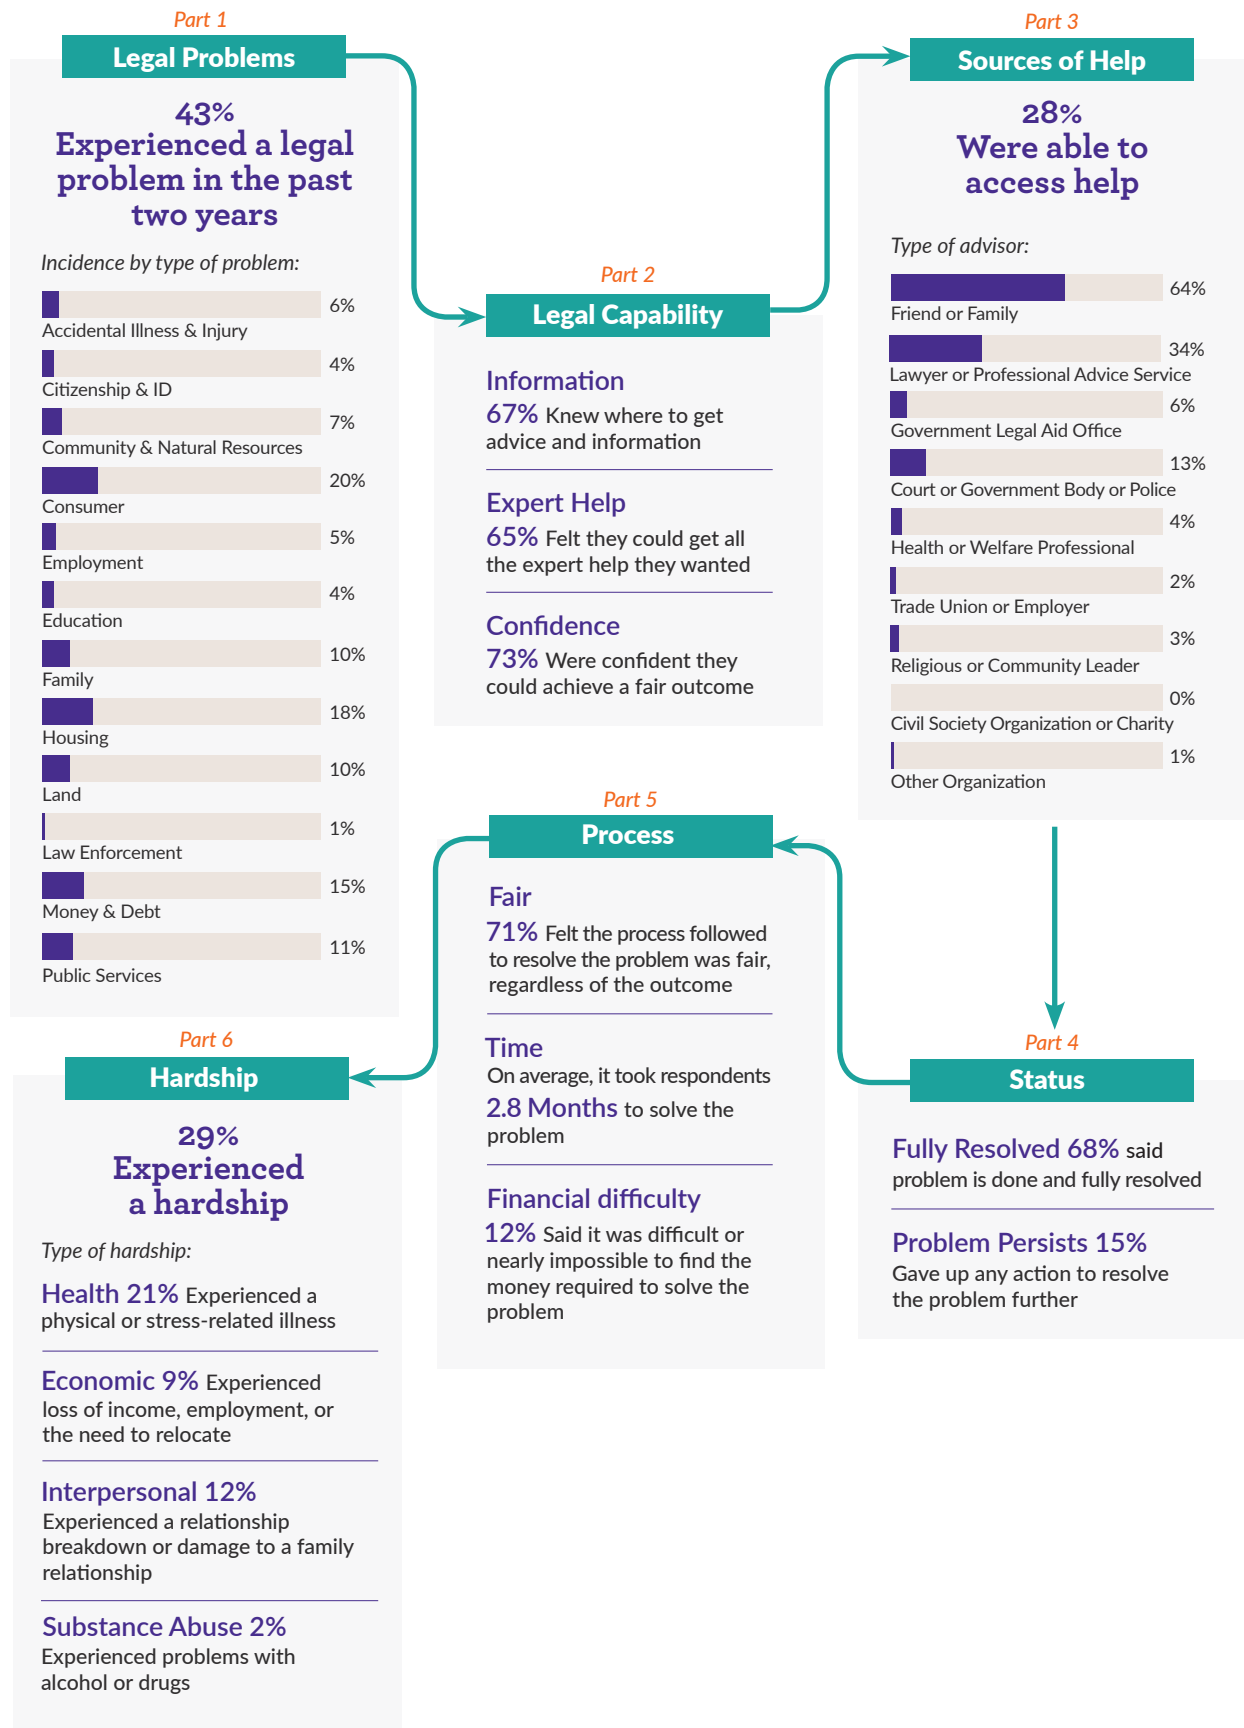 Part 1
Legal Problems
43%
Experienced a legal
problem in the past
two years
Incidence by type of problem:
6%
Accidental Illness & Injury
4%
Citizenship & ID
7%
Community & Natural Resources
20%
Consumer
5%
Employment
4%
Education
10%
Family
18%
Housing
10%
Land
1%
Law Enforcement
15%
Money & Debt
11%
Public Services
Part 2
Legal Capability
Information
67% Knew where to get
advice and information
Expert Help
65% Felt they could get all
the expert help they wanted
Confidence
73% Were confident they
could achieve a fair outcome
Part 3
Sources of Help
28%
Were able to
access help
Type of advisor:
64%
Friend or Family
34%
Lawyer or Professional Advice Service
6%
Government Legal Aid Office
13%
Court or Government Body or Police
4%
Health or Welfare Professional
2%
Trade Union or Employer
3%
Religious or Community Leader
0%
Civil Society Organization or Charity
1%
Other Organization
Part 4
Status
Fully Resolved 68% said
problem is done and fully resolved
Problem Persists 15%
Gave up any action to resolve
the problem further
Part 5
Process
Fair
71% Felt the process followed
to resolve the problem was fair,
regardless of the outcome
Time
On average, it took respondents
2.8 Months to solve the
problem
Financial difficulty
12% Said it was difficult or
nearly impossible to find the
money required to solve the
problem
Part 6
Hardship
29%
Experienced
a hardship
Type of hardship:
Health 21% Experienced a
physical or stress-related illness
Economic 9% Experienced
loss of income, employment, or
the need to relocate
Interpersonal 12%
Experienced a relationship
breakdown or damage to a family
relationship
Substance Abuse 2%
Experienced problems with
alcohol or drugs